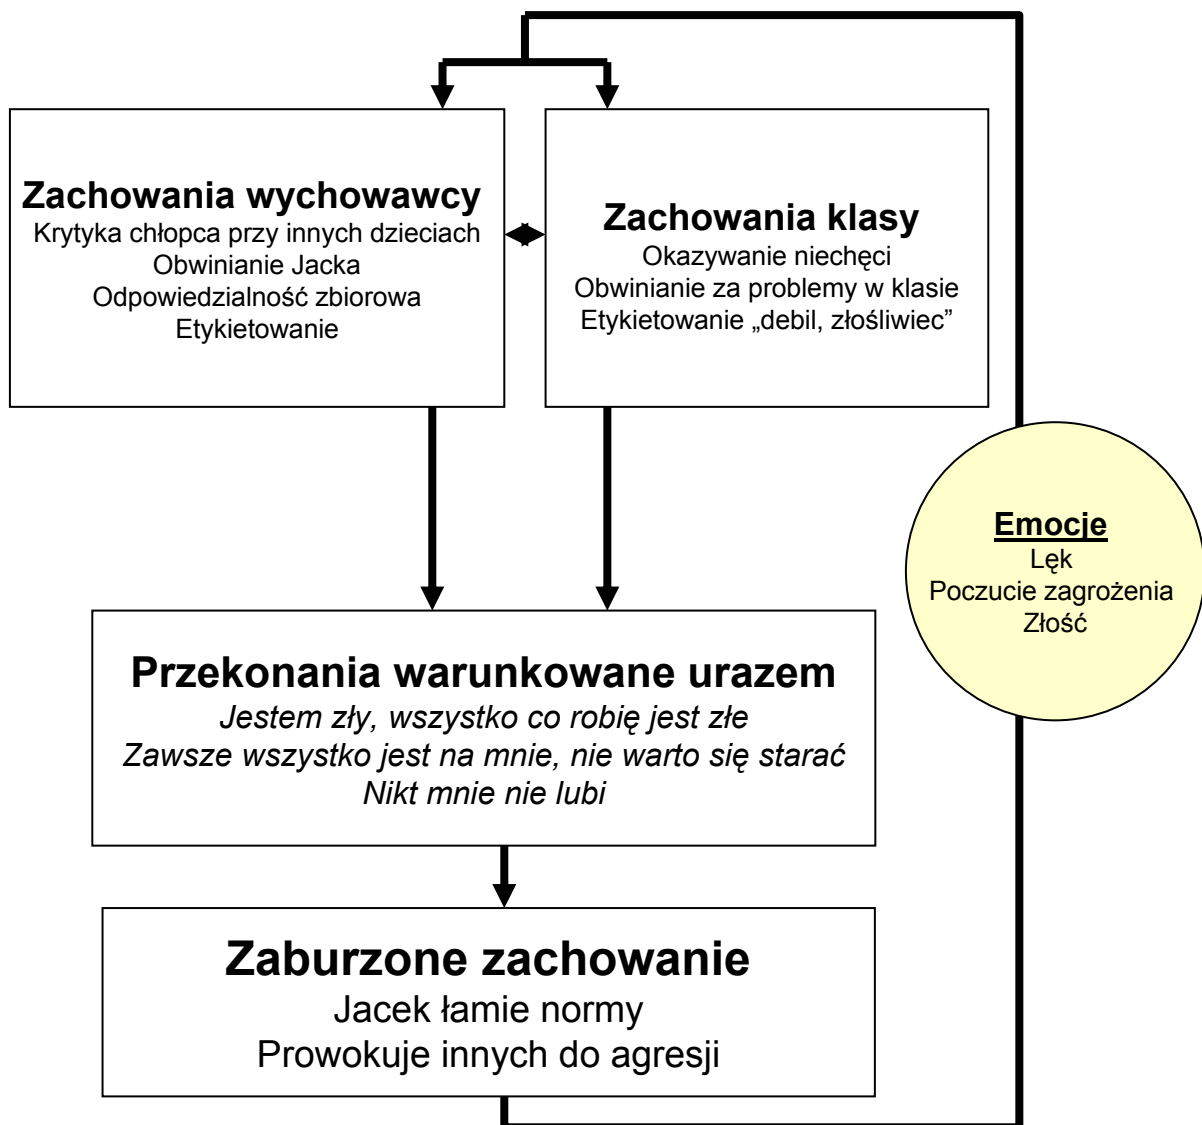 Zachowania wychowawcy
Krytyka chłopca przy innych dzieciach
Obwinianie Jacka
Odpowiedzialność zbiorowa
Etykietowanie
Zachowania klasy
Okazywanie niechęci
Obwinianie za problemy w klasie
Etykietowanie „debil, złośliwiec”
Emocje
Lęk
Poczucie zagrożenia
Złość
Przekonania warunkowane urazem
Jestem zły, wszystko co robię jest złe
Zawsze wszystko jest na mnie, nie warto się starać
Nikt mnie nie lubi
Zaburzone zachowanie
Jacek łamie normy
Prowokuje innych do agresji